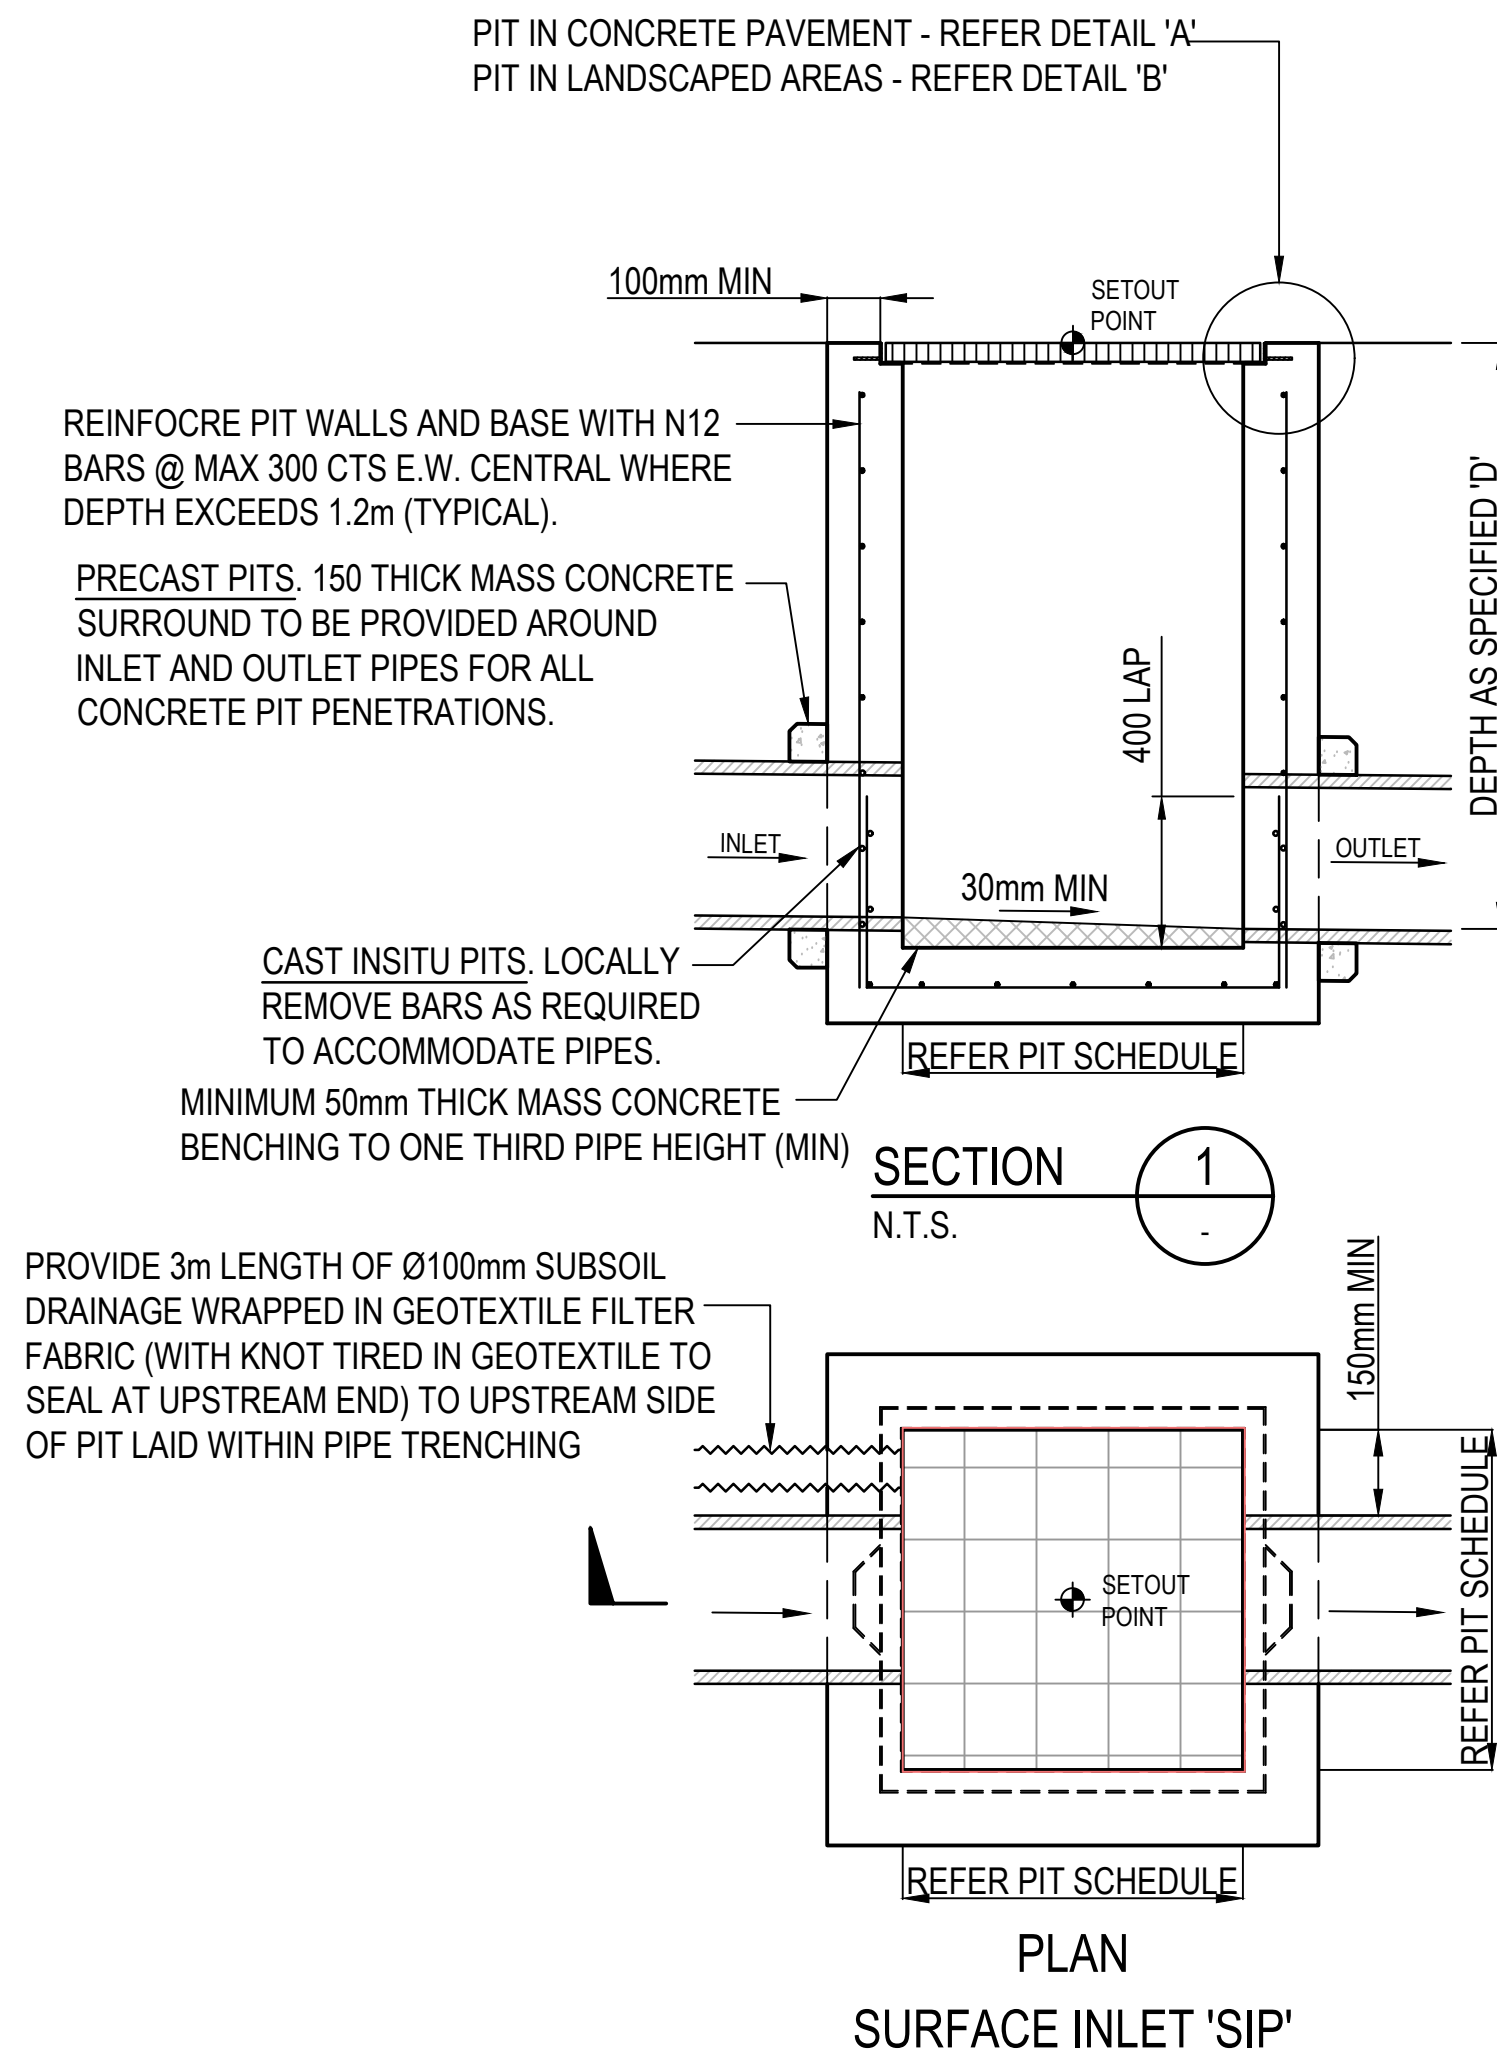 PIT IN CONCRETE PAVEMENT - REFER DETAIL 'A'
PIT IN LANDSCAPED AREAS - REFER DETAIL 'B'
100mm MIN
SETOUT
POINT
REINFOCRE PIT WALLS AND BASE WITH N12
BARS @ MAX 300 CTS E.W. CENTRAL WHERE
DEPTH EXCEEDS 1.2m (TYPICAL).
DEPTH AS SPECIFIED 'D'
PRECAST PITS. 150 THICK MASS CONCRETE
SURROUND TO BE PROVIDED AROUND
INLET AND OUTLET PIPES FOR ALL
CONCRETE PIT PENETRATIONS.
400 LAP
INLET
OUTLET
30mm MIN
CAST INSITU PITS. LOCALLY
REMOVE BARS AS REQUIRED
TO ACCOMMODATE PIPES.
REFER PIT SCHEDULE
MINIMUM 50mm THICK MASS CONCRETE
BENCHING TO ONE THIRD PIPE HEIGHT (MIN)
SECTION
1
N.T.S.
-
PROVIDE 3m LENGTH OF Ø100mm SUBSOIL
DRAINAGE WRAPPED IN GEOTEXTILE FILTER
FABRIC (WITH KNOT TIRED IN GEOTEXTILE TO
SEAL AT UPSTREAM END) TO UPSTREAM SIDE
OF PIT LAID WITHIN PIPE TRENCHING
150mm MIN
REFER PIT SCHEDULE
SETOUT
POINT
REFER PIT SCHEDULE
PLAN
SURFACE INLET 'SIP'